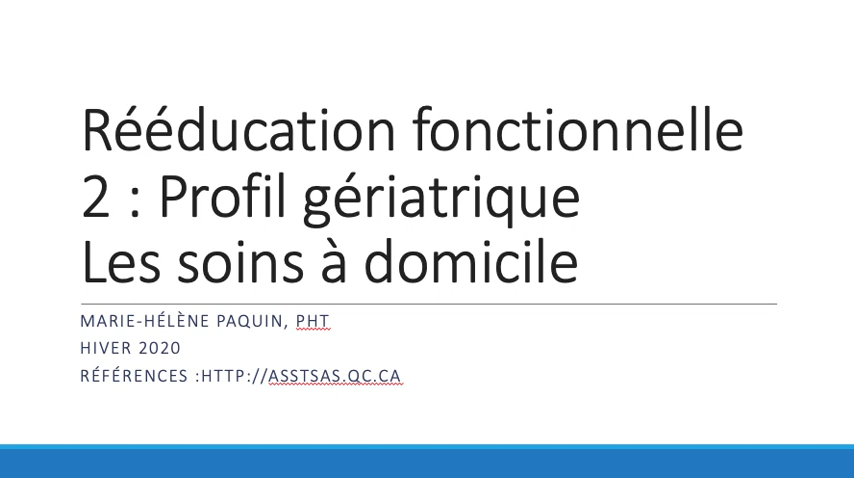 Rééducation fonctionnelle
2 : Profil gériatrique
Les soins à domicile
MARIE-HÉLÈNE PAQUIN, PHT
HIVER 2020
RÉFÉRENCES :HTTP://ASSTSAS.QC.CA